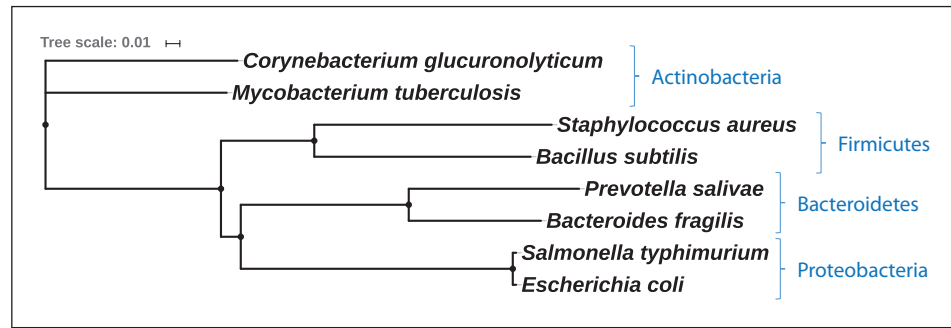 Tree scale: 0.01
Corynebacterium glucuronolyticum
Actinobacteria
Mycobacterium tuberculosis
Staphylococcus aureus
Firmicutes
Bacillus subtilis
Prevotella salivae
Bacteroidetes
Bacteroides fragilis
Salmonella typhimurium
Proteobacteria
Escherichia coli